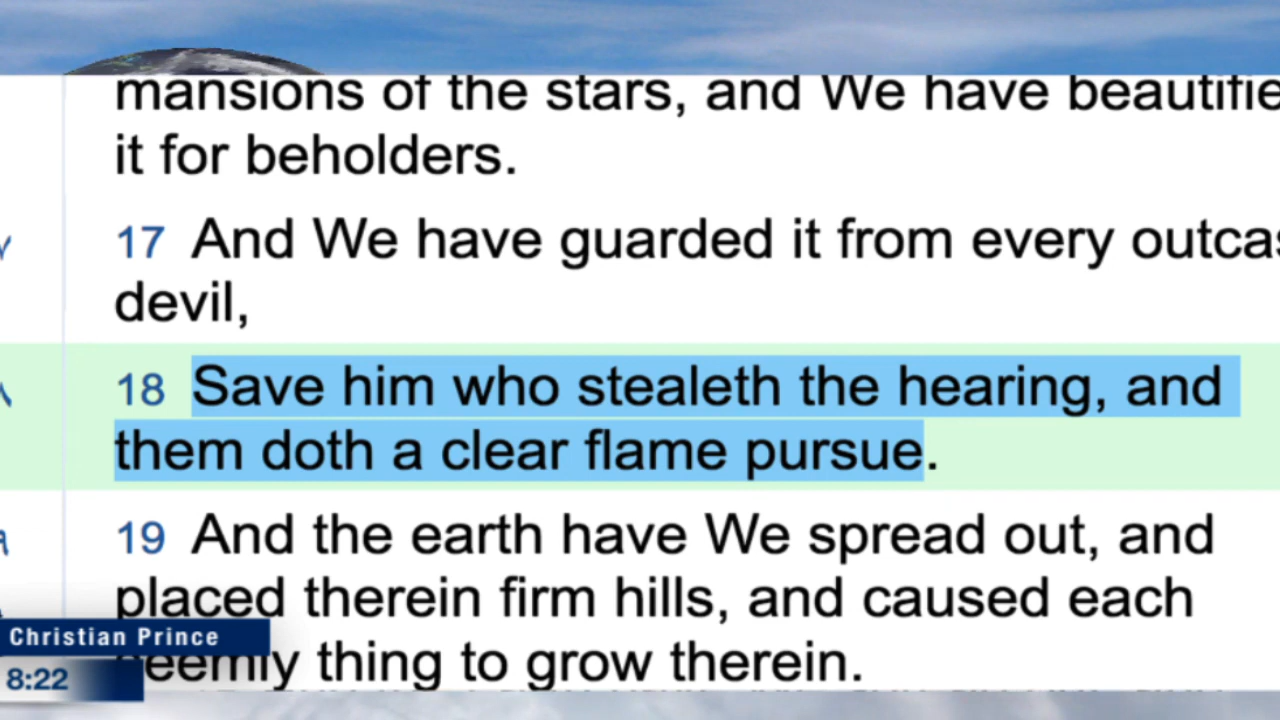 mansions of the stars, and We have
it for beholders.
17 And We have guarded it from every
devil,
18 Save him who stealeth the hearing, and
them doth a clear flame pursue.
19 And the earth have We spread out, and
placed therein firm hills, and caused each
thing to grow therein.
Christian Prince
8:22